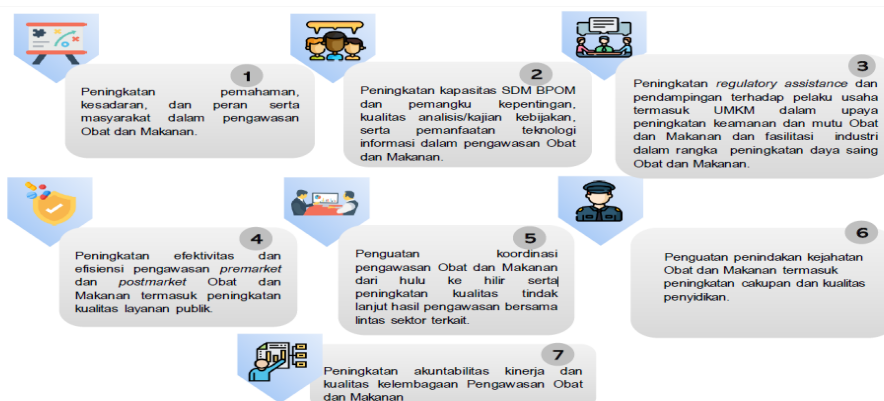 1
Peningkatan pemahaman,
kesadaran, dan peran serta
masyarakat dalam pengawasan
Obat dan Makanan.
2
Peningkatan kapasitas SDM BPOM
dan pemangku kepentingan,
kualitas analisis/kajian kebijakan,
serta pemanfaatan teknologi
informasi dalam pengawasan Obat
dan Makanan.
3
Peningkatan regulatory assistance dan
pendampingan terhadap pelaku usaha
termasuk UMKM dalam upaya
peningkatan keamanan dan mutu Obat
dan Makanan dan fasilitasi industri
dalam rangka peningkatan daya saing
Obat dan Makanan.
4
Peningkatan efektivitas dan
efisiensi pengawasan premarket
dan postmarket Obat dan
Makanan termasuk peningkatan
kualitas layanan publik.
5
Penguatan koordinasi
pengawasan Obat dan Makanan
dari hulu ke hilir serta
peningkatan kualitas tindak
lanjut hasil pengawasan bersama
lintas sektor terkait.
6
Penguatan penindakan kejahatan
Obat dan Makanan termasuk
peningkatan cakupan dan kualitas
penyidikan.
7
Peningkatan akuntabilitas kinerja dan
kualitas kelembagaan Pengawasan Obat
dan Makanan